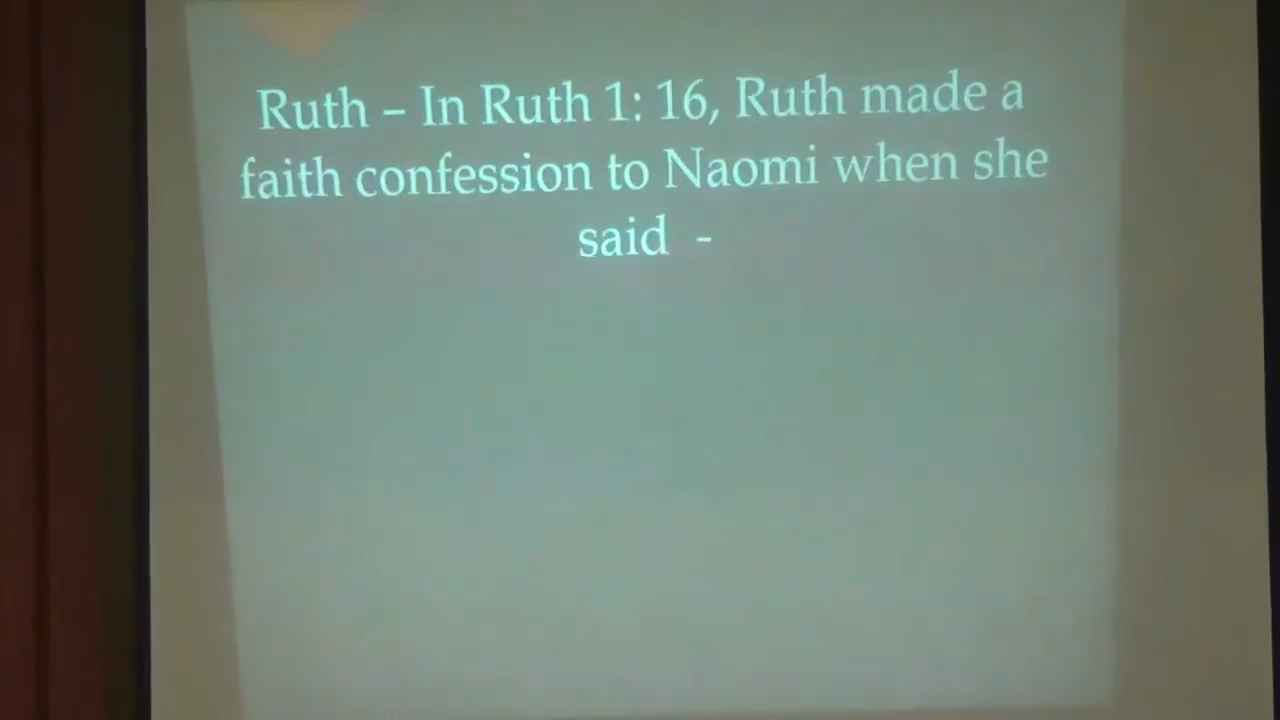 Ruth – In Ruth 1: 16, Ruth made a
faith confession to Naomi when she
said -